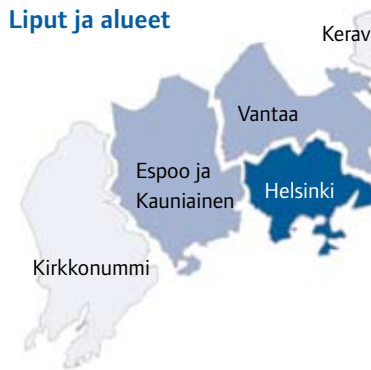 Liput ja alueet
Kerav
Vantaa
Espoo ja
Kauniainen
Helsinki
Kirkkonummi